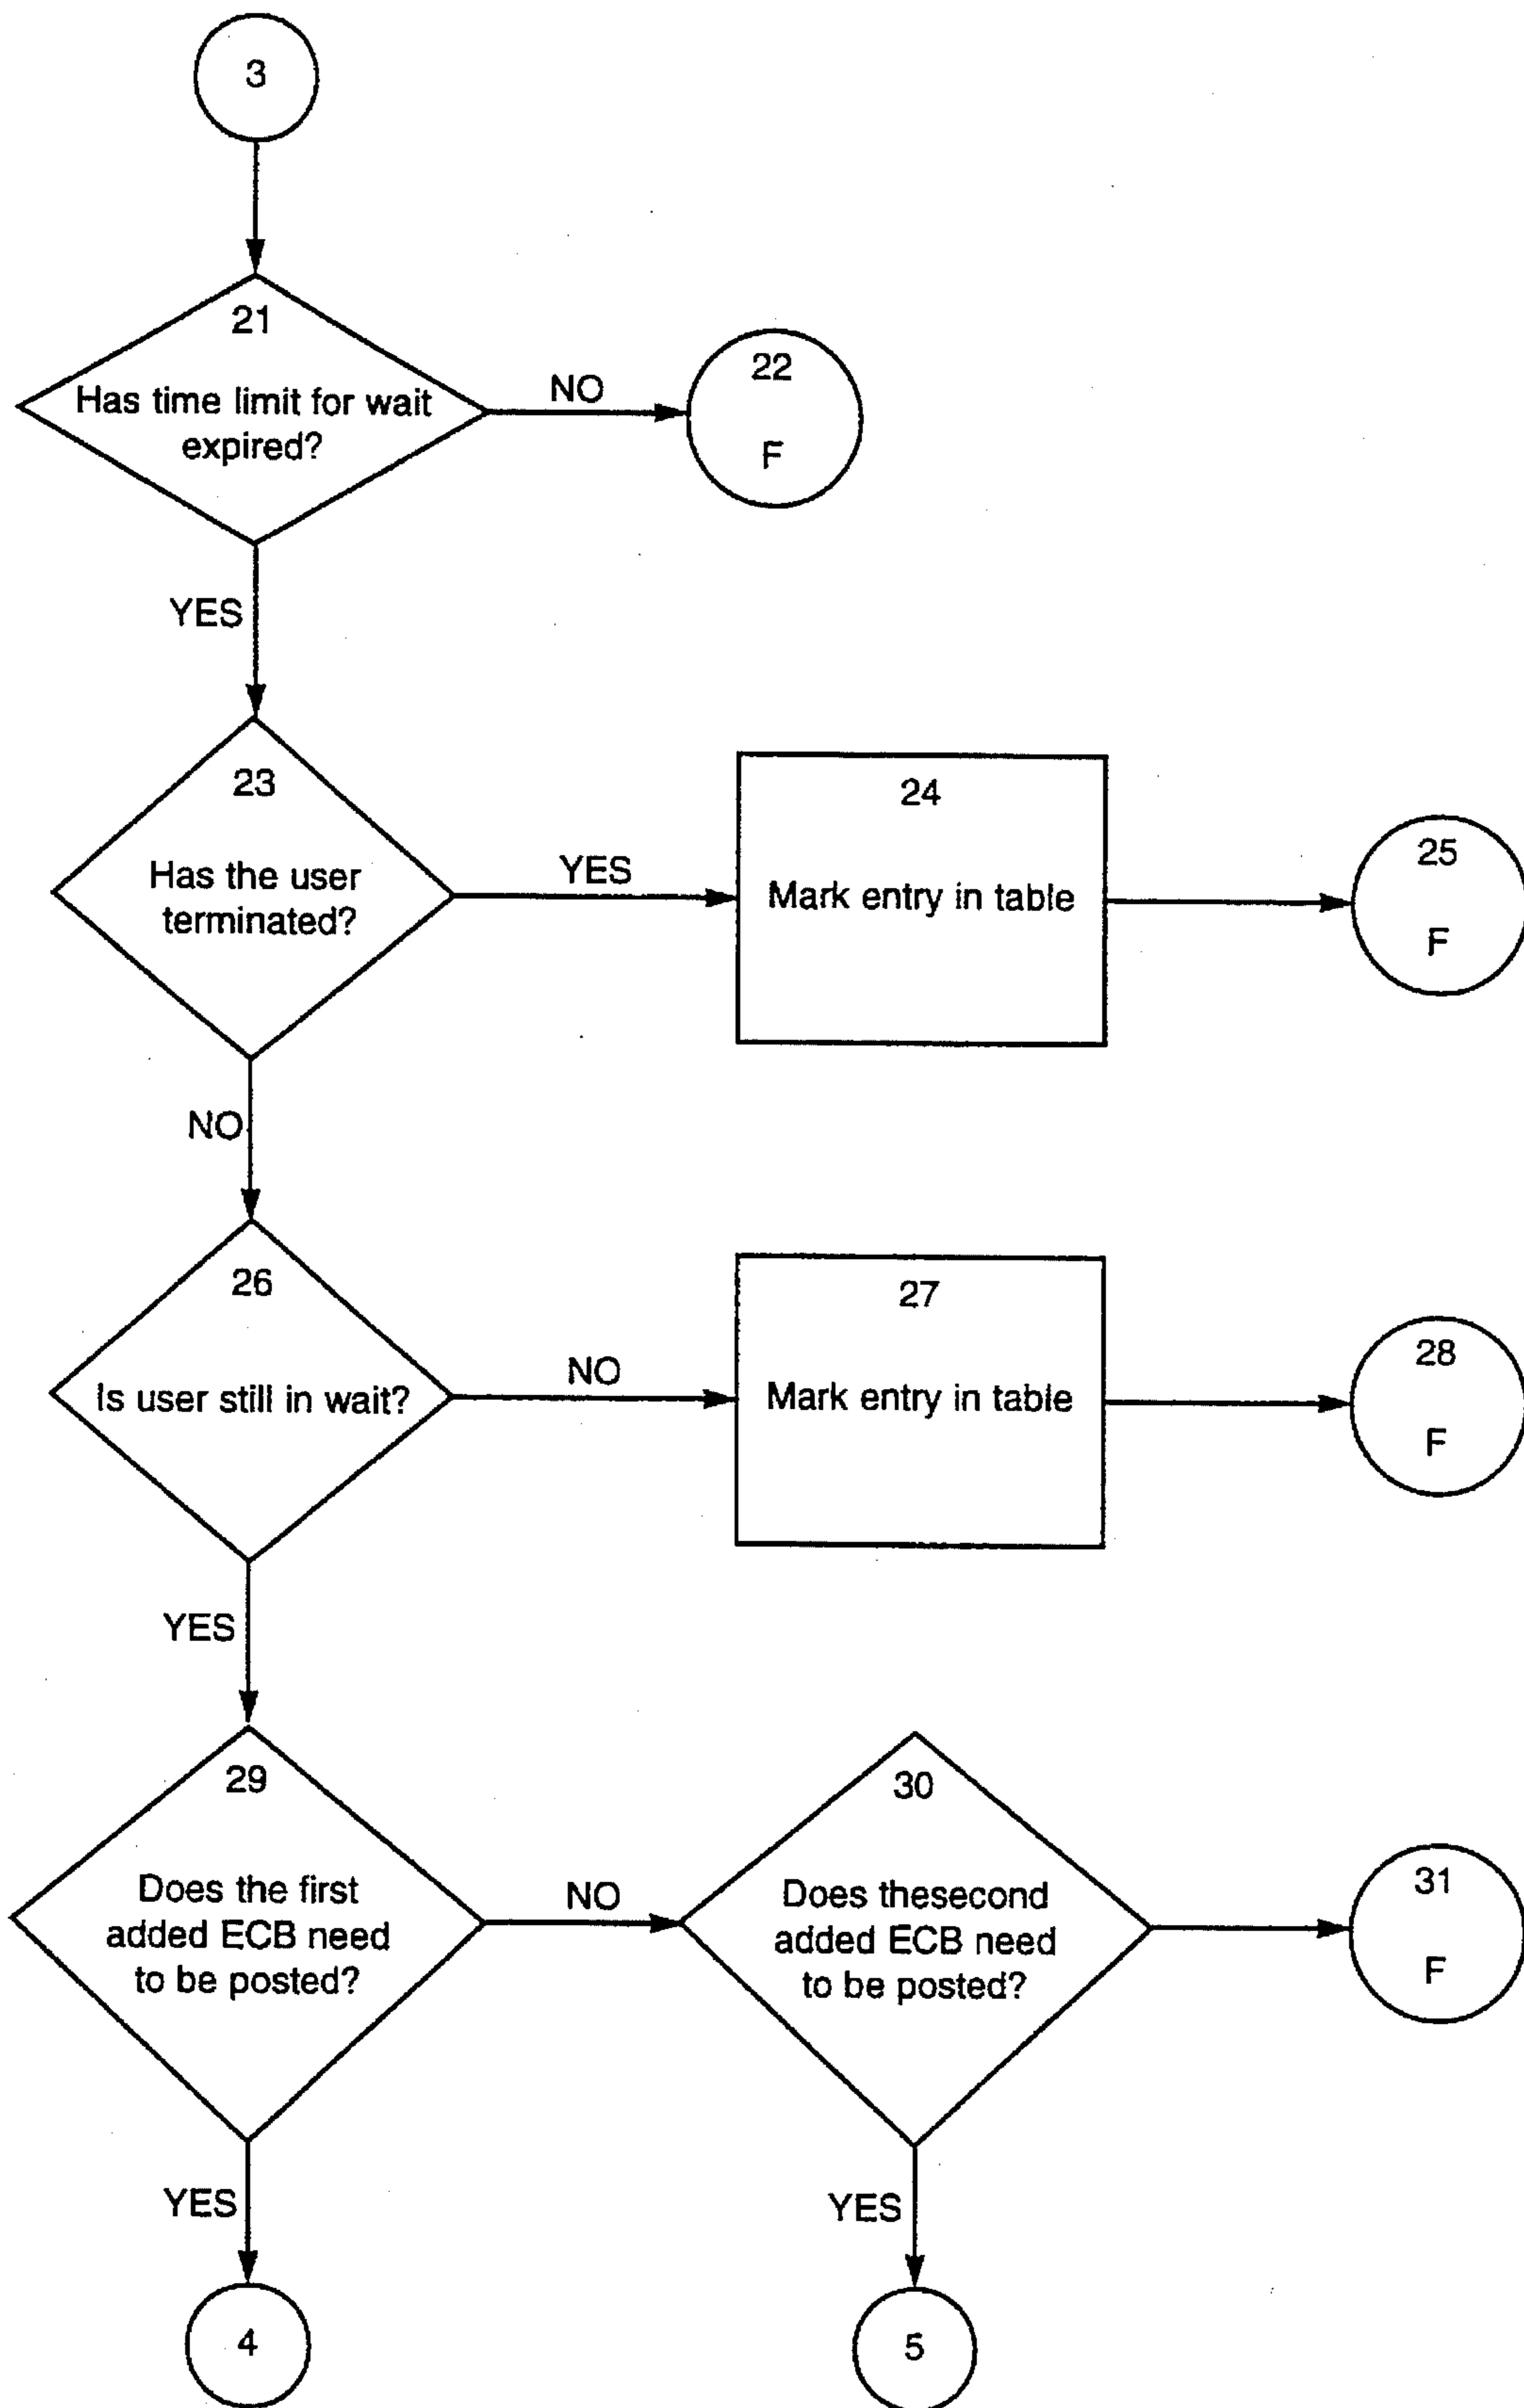 3
21
Has time limit for wait
expired?
NO
22
F
YES
23
Has the user
terminated?
YES
24
Mark entry in table
25
F
NO
26
Is user still in wait?
NO
27
Mark entry in table
28
F
YES
29
Does the first
added ECB need
to be posted?
NO
30
Does thesecond
added ECB need
to be posted?
31
F
YES
4
YES
5